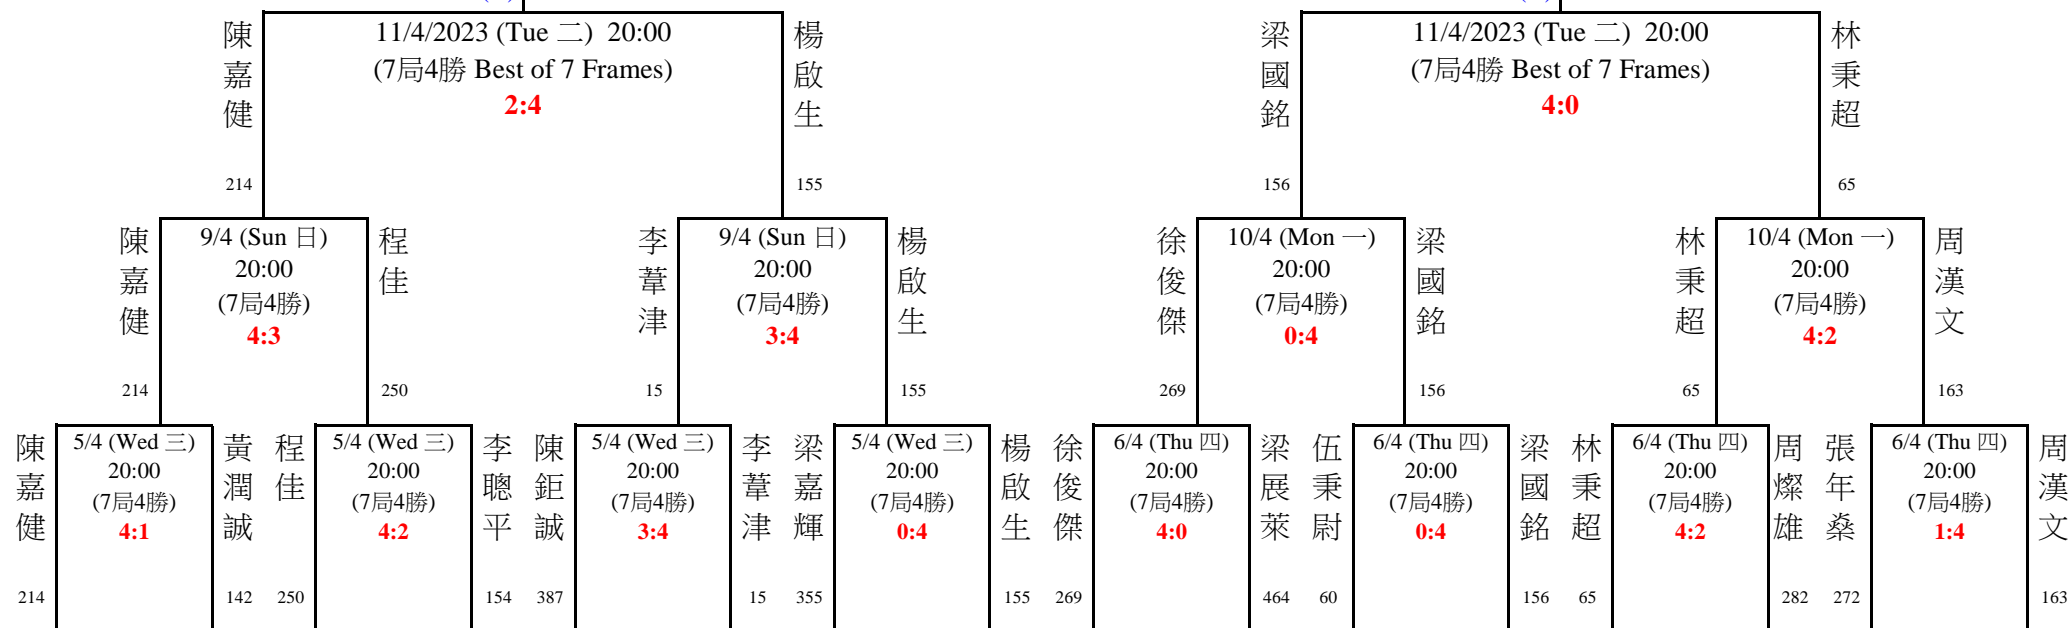 陳嘉健
11/4/2023 (Tue 二) 20:00
(7局4勝 Best of 7 Frames)
2:4
楊啟生
梁國銘
11/4/2023 (Tue 二) 20:00
(7局4勝 Best of 7 Frames)
4:0
林秉超
214
155
156
65
陳嘉健
9/4 (Sun 日)
20:00
(7局4勝)
4:3
程佳
李葦津
9/4 (Sun 日)
20:00
(7局4勝)
3:4
楊啟生
徐俊傑
10/4 (Mon 一)
20:00
(7局4勝)
0:4
梁國銘
林秉超
10/4 (Mon 一)
20:00
(7局4勝)
4:2
周漢文
214
250
15
155
269
156
65
163
陳嘉健
5/4 (Wed 三)
20:00
(7局4勝)
4:1
黃潤誠
程佳
5/4 (Wed 三)
20:00
(7局4勝)
4:2
李聰平
陳鉅誠
5/4 (Wed 三)
20:00
(7局4勝)
3:4
李葦津
梁嘉輝
5/4 (Wed 三)
20:00
(7局4勝)
0:4
楊啟生
徐俊傑
6/4 (Thu 四)
20:00
(7局4勝)
4:0
梁展萊
伍秉尉
6/4 (Thu 四)
20:00
(7局4勝)
0:4
梁國銘
林秉超
6/4 (Thu 四)
20:00
(7局4勝)
4:2
周燦雄
張年燊
6/4 (Thu 四)
20:00
(7局4勝)
1:4
周漢文
214
142
250
154
387
15
355
155
269
464
60
156
65
282
272
163